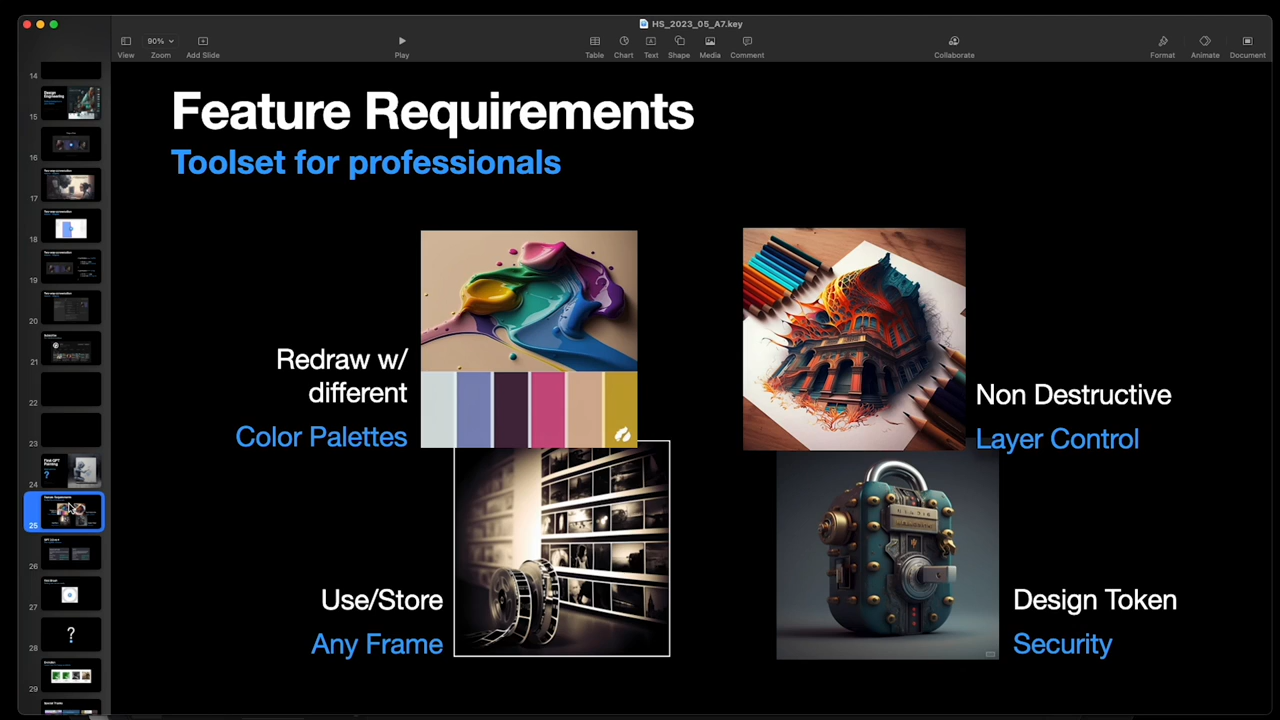 HS_2023_05_A7.key
90%
View
Zoom
Add Slide
Play
Table
Chart
Text
Shape
Media
Comment
Collaborate
Format
Animate
Document
14
15
16
17
18
19
20
21
22
23
24
25
26
27
28
29
Design
Engineering
?
?
Feature Requirements
Toolset for professionals
Redraw w/
different
Color Palettes
Non Destructive
Layer Control
Use/Store
Any Frame
Design Token
Security